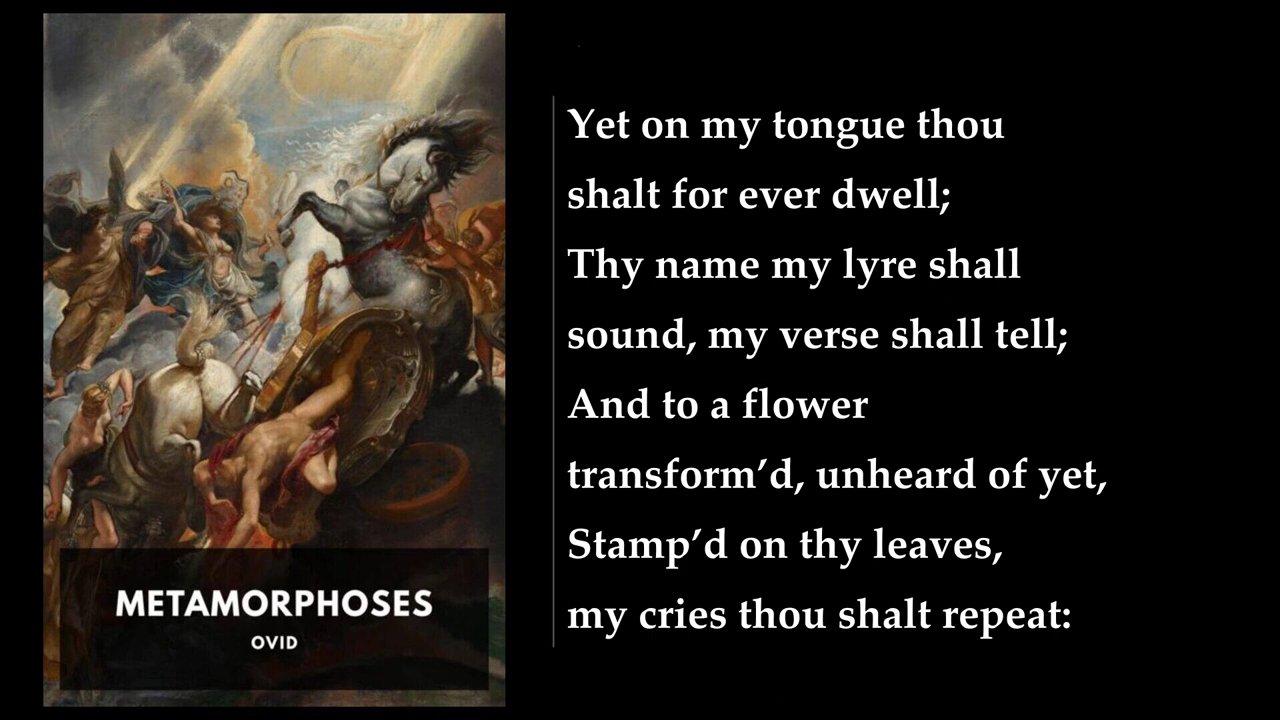 METAMORPHOSES
OVID
Yet on my tongue thou
shalt for ever dwell;
Thy name my lyre shall
sound, my verse shall tell;
And to a flower
transform’d, unheard of yet,
Stamp’d on thy leaves,
my cries thou shalt repeat: